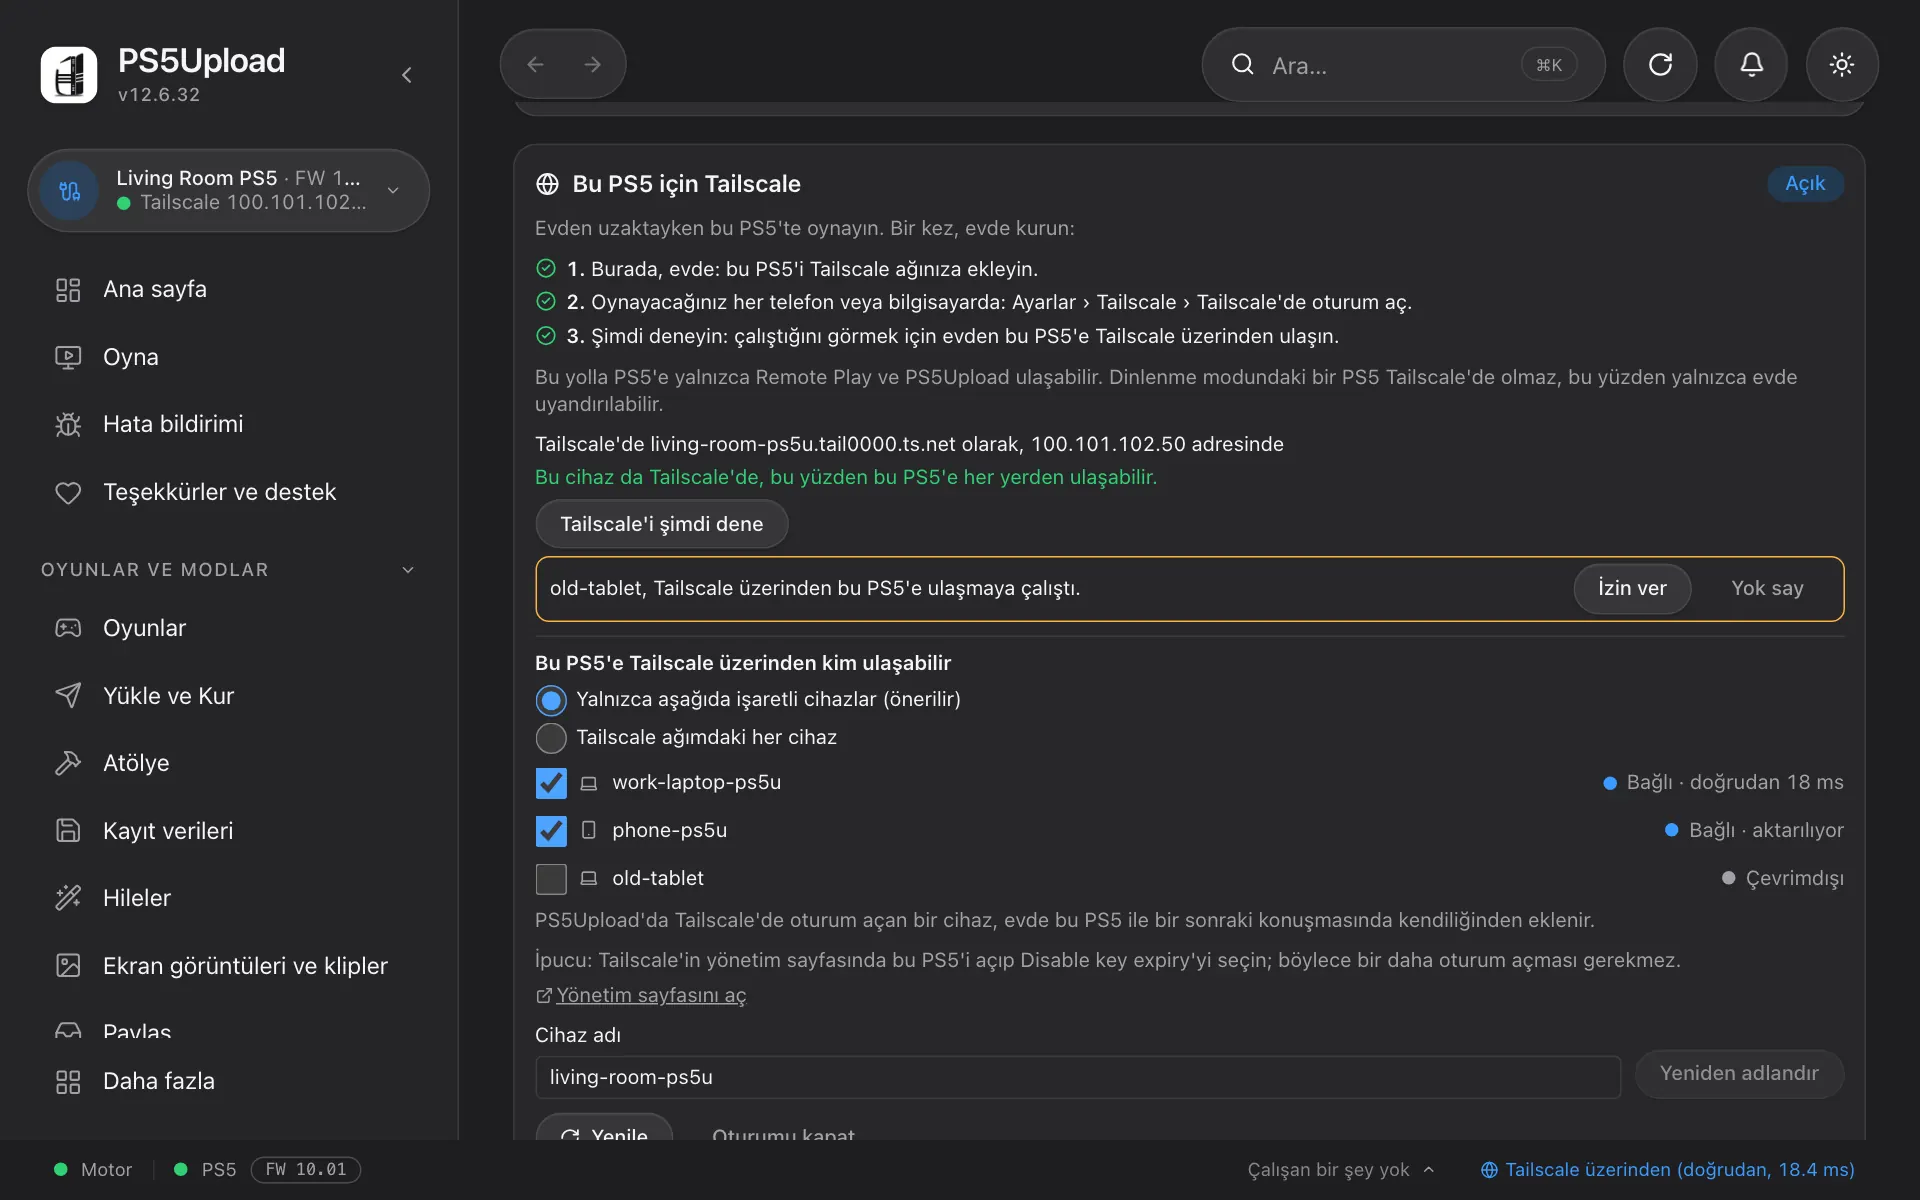 PS5Upload
v12.6.32
Living Room PS5 · FW 1...
Tailscale 100.101.102...
Ana sayfa
Oyna
Hata bildirimi
Teşekkürler ve destek
OYUNLAR VE MODLAR
Oyunlar
Yükle ve Kur
Atölye
Kayıt verileri
Hileler
Ekran görüntüleri ve klipler
Paylaş
Daha fazla
Ara...
⌘K
Bu PS5 için Tailscale
Açık
Evden uzaktayken bu PS5'te oynayın. Bir kez, evde kurun:
1. Burada, evde: bu PS5'i Tailscale ağınıza ekleyin.
2. Oynayacağınız her telefon veya bilgisayarda: Ayarlar › Tailscale › Tailscale'de oturum aç.
3. Şimdi deneyin: çalıştığını görmek için evden bu PS5'e Tailscale üzerinden ulaşın.
Bu yolla PS5'e yalnızca Remote Play ve PS5Upload ulaşabilir. Dinlenme modundaki bir PS5 Tailscale'de olmaz, bu yüzden yalnızca evde
uyandırılabilir.
Tailscale'de living-room-ps5u.tail0000.ts.net olarak, 100.101.102.50 adresinde
Bu cihaz da Tailscale'de, bu yüzden bu PS5'e her yerden ulaşabilir.
Tailscale'i şimdi dene
old-tablet, Tailscale üzerinden bu PS5'e ulaşmaya çalıştı.
İzin ver
Yok say
Bu PS5'e Tailscale üzerinden kim ulaşabilir
Yalnızca aşağıda işaretli cihazlar (önerilir)
Tailscale ağımdaki her cihaz
work-laptop-ps5u
Bağlı · doğrudan 18 ms
phone-ps5u
Bağlı · aktarılıyor
old-tablet
Çevrimdışı
PS5Upload'da Tailscale'de oturum açan bir cihaz, evde bu PS5 ile bir sonraki konuşmasında kendiliğinden eklenir.
İpucu: Tailscale'in yönetim sayfasında bu PS5'i açıp Disable key expiry'yi seçin; böylece bir daha oturum açması gerekmez.
Yönetim sayfasını aç
Cihaz adı
living-room-ps5u
Yeniden adlandır
Yenile
Oturumu kapat
Motor
PS5
FW 10.01
Çalışan bir şey yok
Tailscale üzerinden (doğrudan, 18.4 ms)